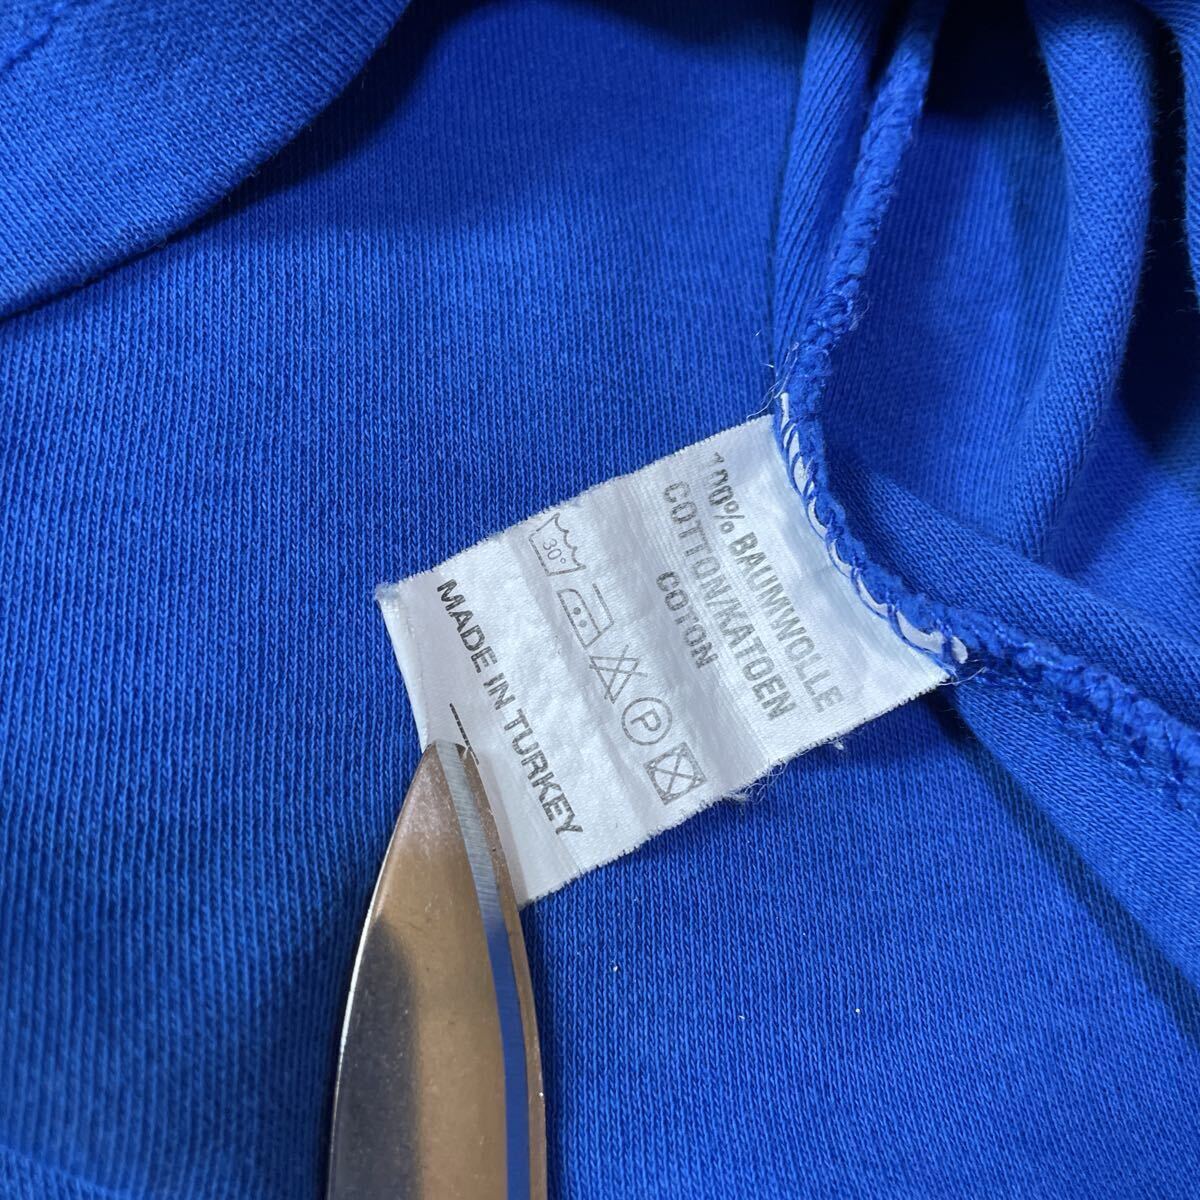 100% BAUMWOLLE
COTTON/KATOEN
COTON
30°
P
MADE IN TURKEY